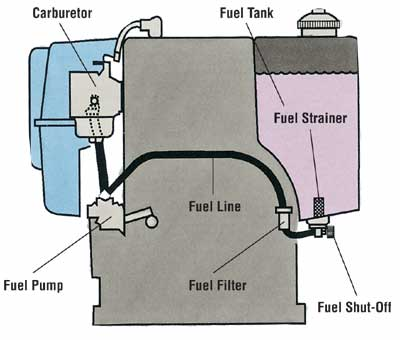 Carburetor
Fuel Tank
Fuel Strainer
Fuel Line
Fuel Pump
Fuel Filter
Fuel Shut-Off